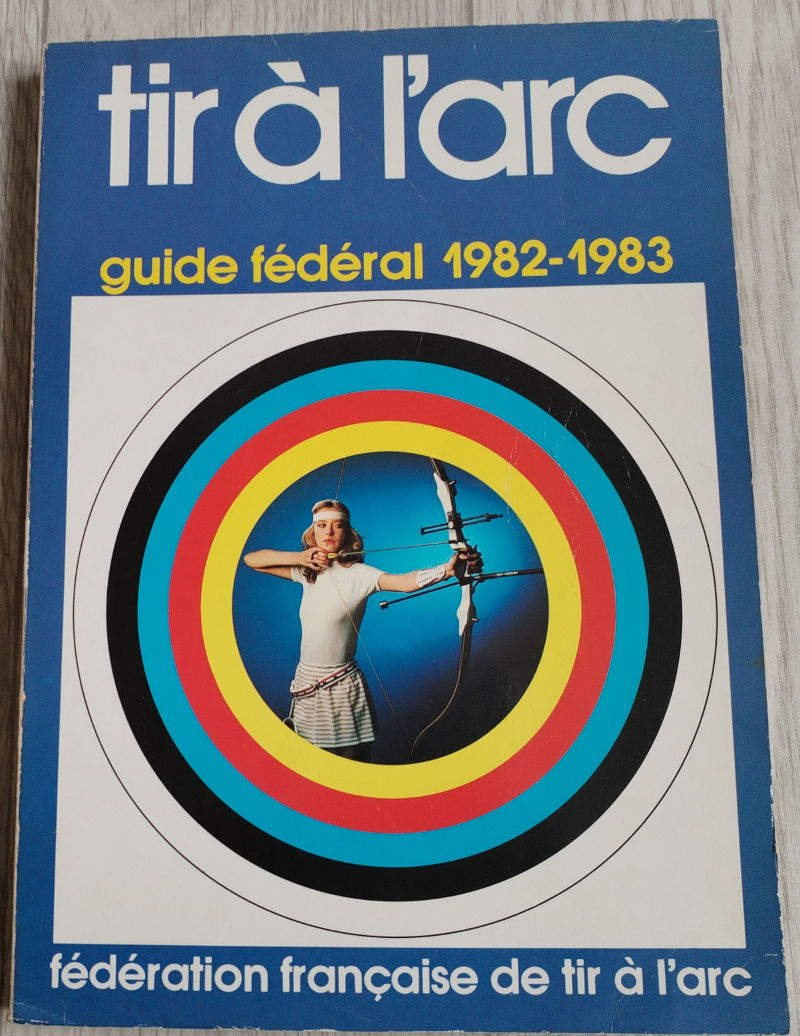 tir à l'arc
guide fédéral 1982-1983
fédération française de tir à l'arc